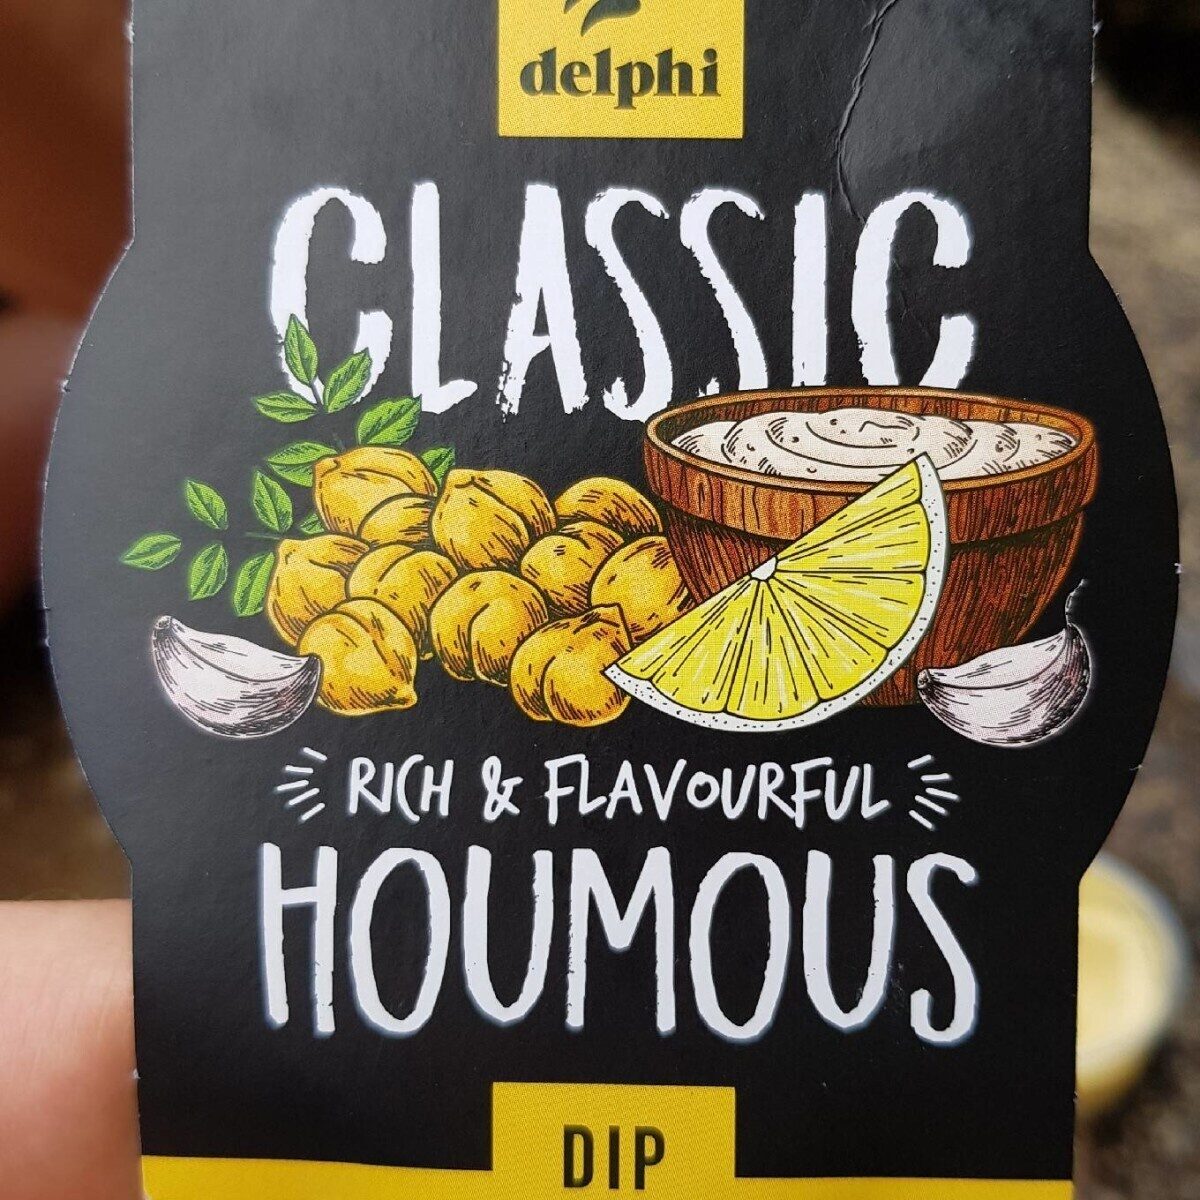 delphi
CLASSIC
RICH & FLAVOURFUL
HOUMOUS
DIP